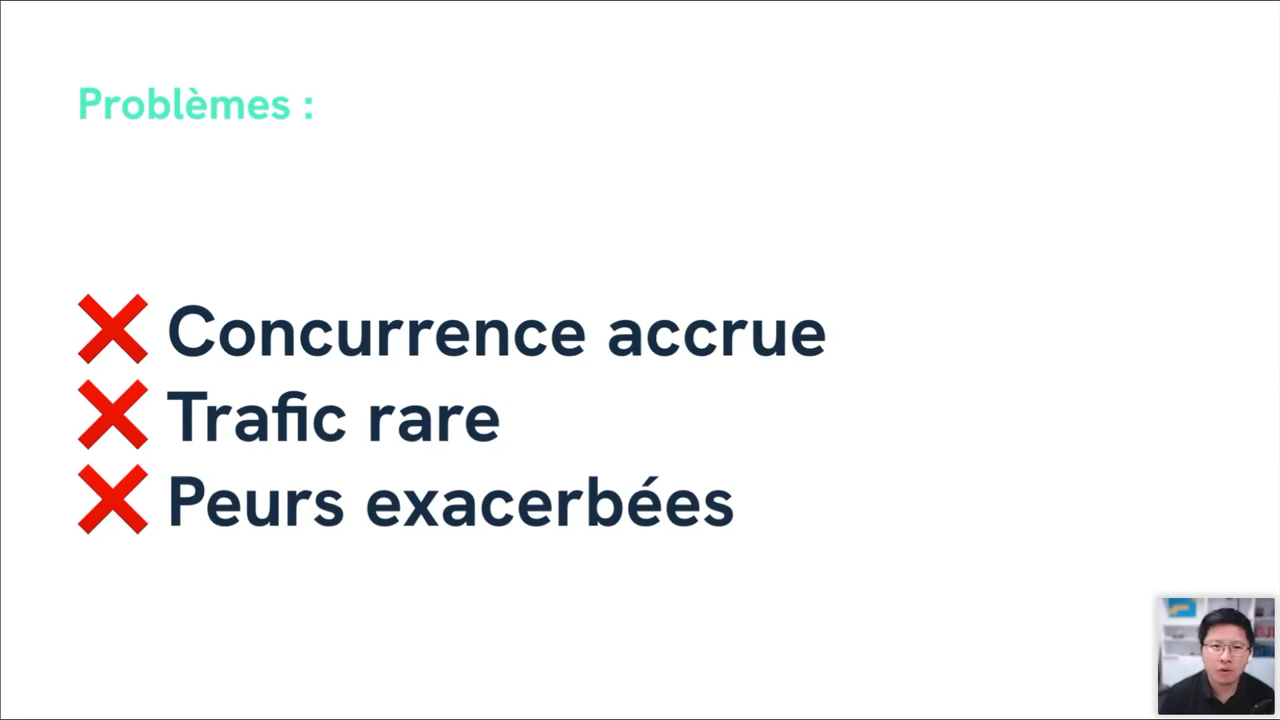 Problèmes :
❌ Concurrence accrue
❌ Trafic rare
❌ Peurs exacerbées